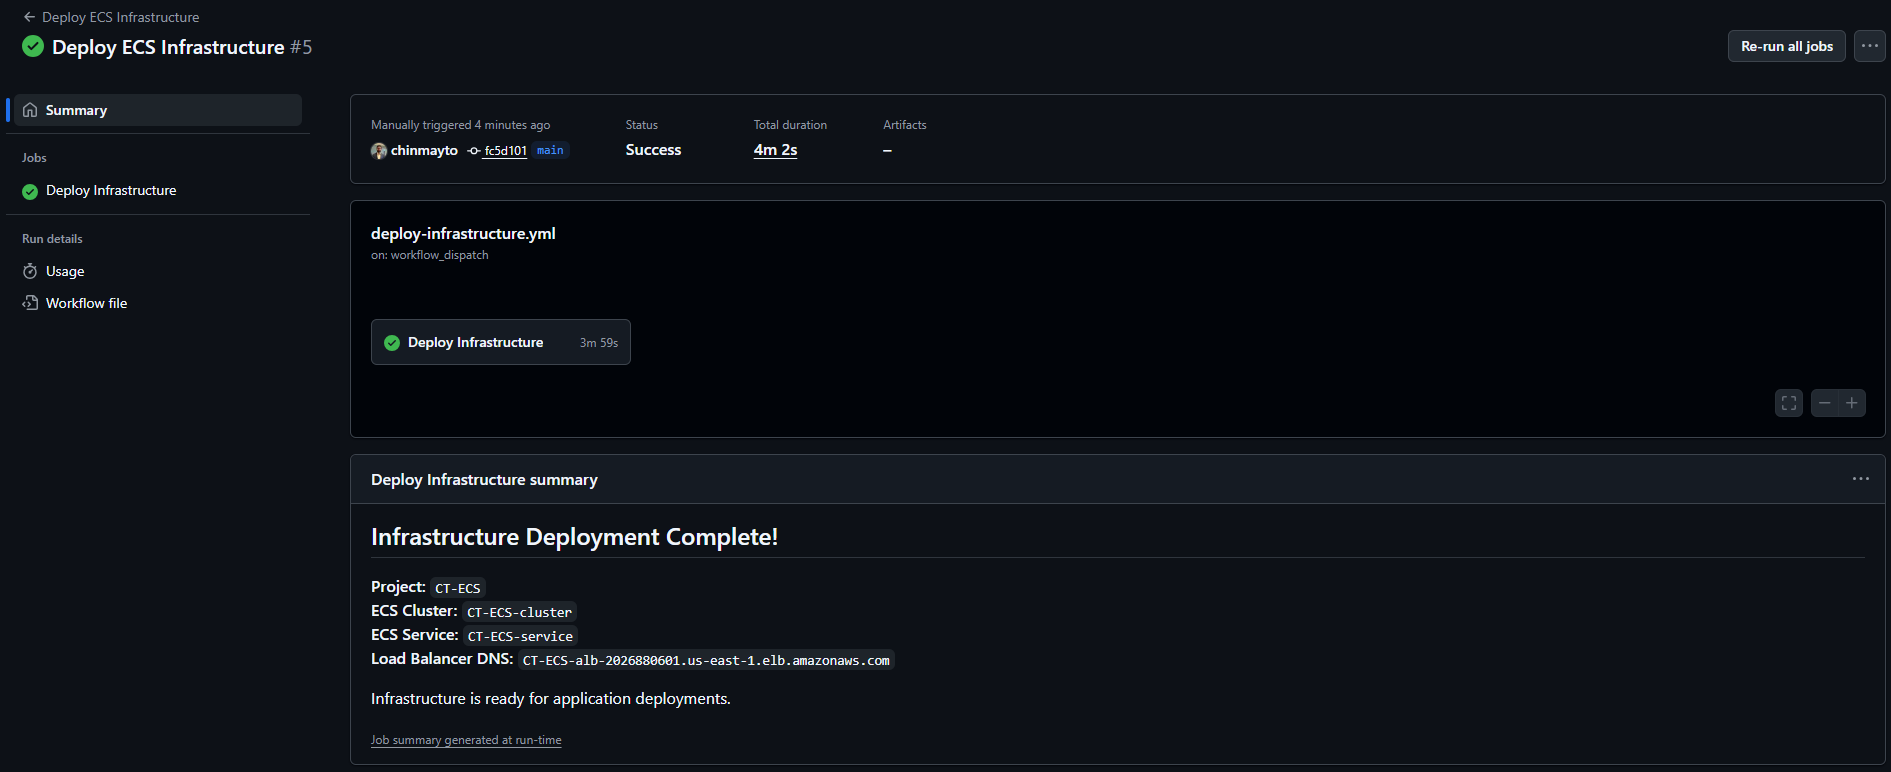 Deploy ECS Infrastructure
Deploy ECS Infrastructure #5
Re-run all jobs
Summary
Jobs
Deploy Infrastructure
Run details
Usage
Workflow file
Manually triggered 4 minutes ago
chinmayto fc5d101 main
Status
Success
Total duration
4m 2s
Artifacts
–
deploy-infrastructure.yml
on: workflow_dispatch
Deploy Infrastructure 3m 59s
Deploy Infrastructure summary
Infrastructure Deployment Complete!
Project: CT-ECS
ECS Cluster: CT-ECS-cluster
ECS Service: CT-ECS-service
Load Balancer DNS: CT-ECS-alb-2026880601.us-east-1.elb.amazonaws.com
Infrastructure is ready for application deployments.
Job summary generated at run-time